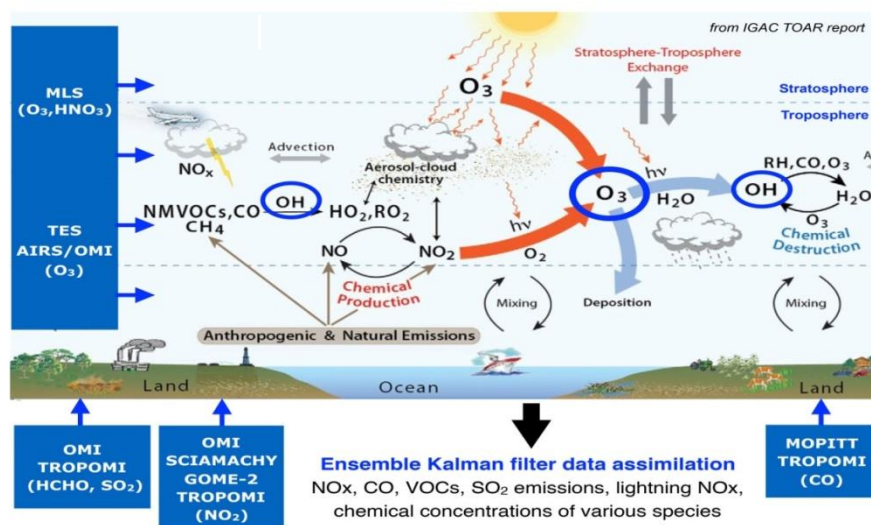 from IGAC TOAR report
Stratosphere-Troposphere
Exchange
Stratosphere
Troposphere
MLS
(O₃,HNO₃)
TES
AIRS/OMI
(O₃)
O₃
NOₓ
Advection
Aerosol-cloud
chemistry
NMVOCs,CO
CH₄
OH
HO₂,RO₂
NO
NO₂
Chemical
Production
hν
O₂
O₃
hν
H₂O
OH
RH,CO,O₃
H₂O
O₃
Chemical
Destruction
Mixing
Deposition
Mixing
Anthropogenic & Natural Emissions
Land
Ocean
Land
OMI
TROPOMI
(HCHO, SO₂)
OMI
SCIAMACHY
GOME-2
TROPOMI
(NO₂)
Ensemble Kalman filter data assimilation
NOx, CO, VOCs, SO₂ emissions, lightning NOx,
chemical concentrations of various species
MOPITT
TROPOMI
(CO)